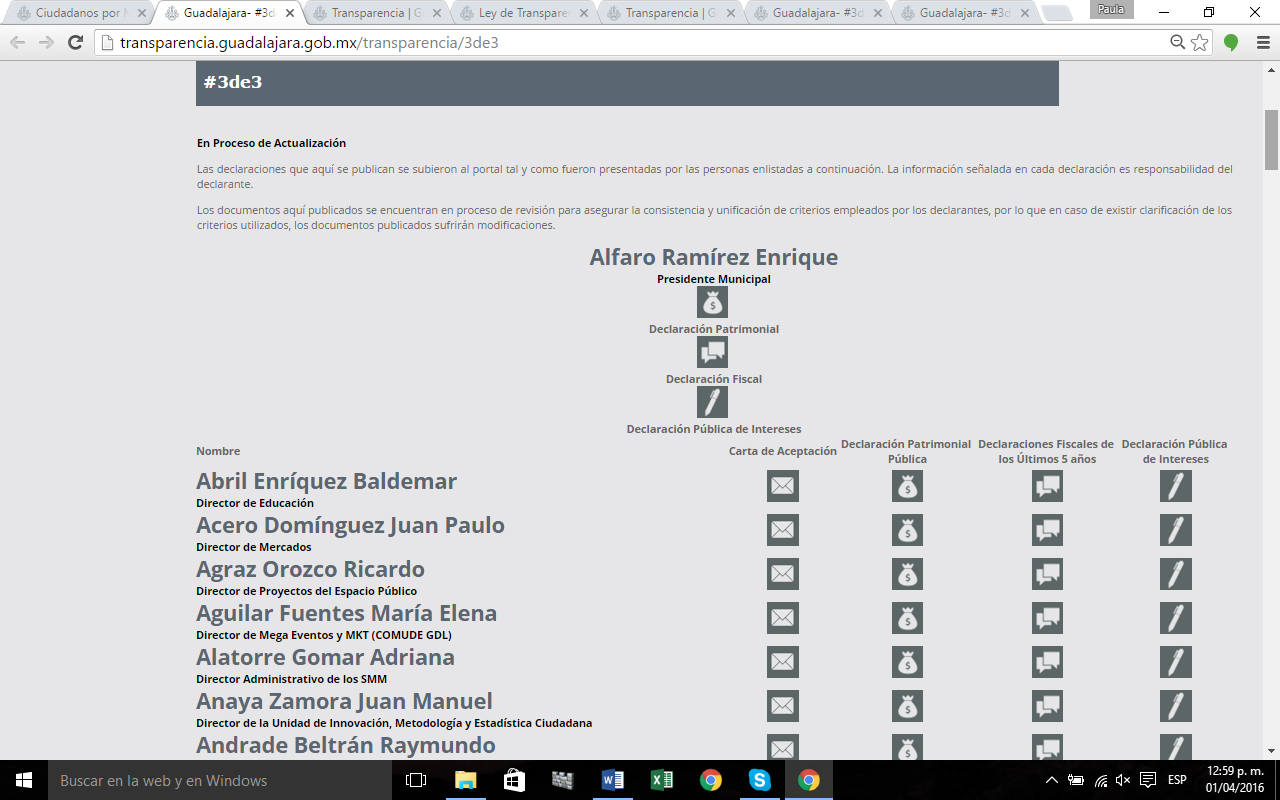 Ciudadanos por M
Guadalajara- #3de
Transparencia | G
Ley de Transparen
Transparencia | G
Guadalajara- #3d
Guadalajara- #3d
Paula
transparencia.guadalajara.gob.mx/transparencia/3de3
#3de3
En Proceso de Actualización
Las declaraciones que aquí se publican se subieron al portal tal y como fueron presentadas por las personas enlistadas a continuación. La información señalada en cada declaración es responsabilidad del
declarante.
Los documentos aquí publicados se encuentran en proceso de revisión para asegurar la consistencia y unificación de criterios empleados por los declarantes, por lo que en caso de existir clarificación de los
criterios utilizados, los documentos publicados sufrirán modificaciones.
Alfaro Ramírez Enrique
Presidente Municipal
Declaración Patrimonial
Declaración Fiscal
Declaración Pública de Intereses
Nombre
Carta de Aceptación
Declaración Patrimonial
Pública
Declaraciones Fiscales de
los Últimos 5 años
Declaración Pública
de Intereses
Abril Enríquez Baldemar
Director de Educación
Acero Domínguez Juan Paulo
Director de Mercados
Agraz Orozco Ricardo
Director de Proyectos del Espacio Público
Aguilar Fuentes María Elena
Director de Mega Eventos y MKT (COMUDE GDL)
Alatorre Gomar Adriana
Director Administrativo de los SMM
Anaya Zamora Juan Manuel
Director de la Unidad de Innovación, Metodología y Estadística Ciudadana
Andrade Beltrán Raymundo
Buscar en la web y en Windows
ESP
12:59 p. m.
01/04/2016